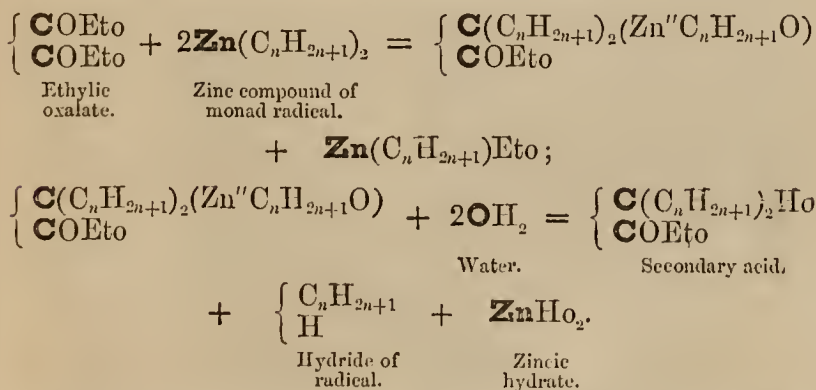 { COEto + 2Zn(CₙH₂ₙ₊₁)₂ = { C(CₙH₂ₙ₊₁)₂(Zn″CₙH₂ₙ₊₁O)
COEto COEto
Ethylic Zinc compound of
oxalate. monad radical.
+ Zn(CₙH₂ₙ₊₁)Eto;
{ C(CₙH₂ₙ₊₁)₂(Zn″CₙH₂ₙ₊₁O) + 2OH₂ = { C(CₙH₂ₙ₊₁)₂Ho
COEto COEto
Water. Secondary acid.
+ { CₙH₂ₙ₊₁ + ZnHo₂.
H
Hydride of Zincic
radical. hydrate.